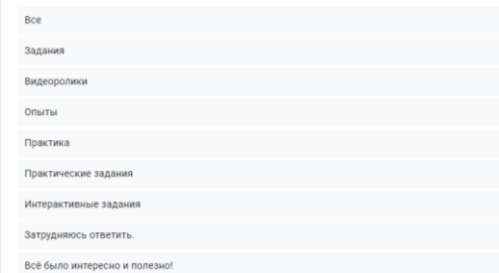 Все
Задания
Видеоролики
Опыты
Практика
Практические задания
Интерактивные задания
Затрудняюсь ответить.
Всё было интересно и полезно!